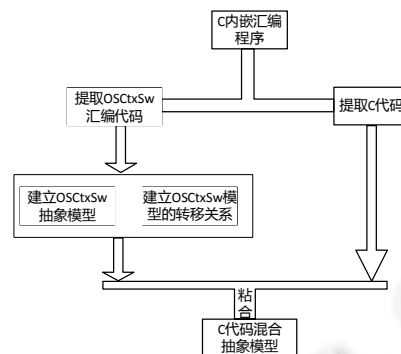 C内嵌汇编
程序
提取OSCtxSw
汇编代码
提取C代码
建立OSCtxSw
抽象模型
建立OSCtxSw模
型的转移关系
粘
合
C代码混合
抽象模型